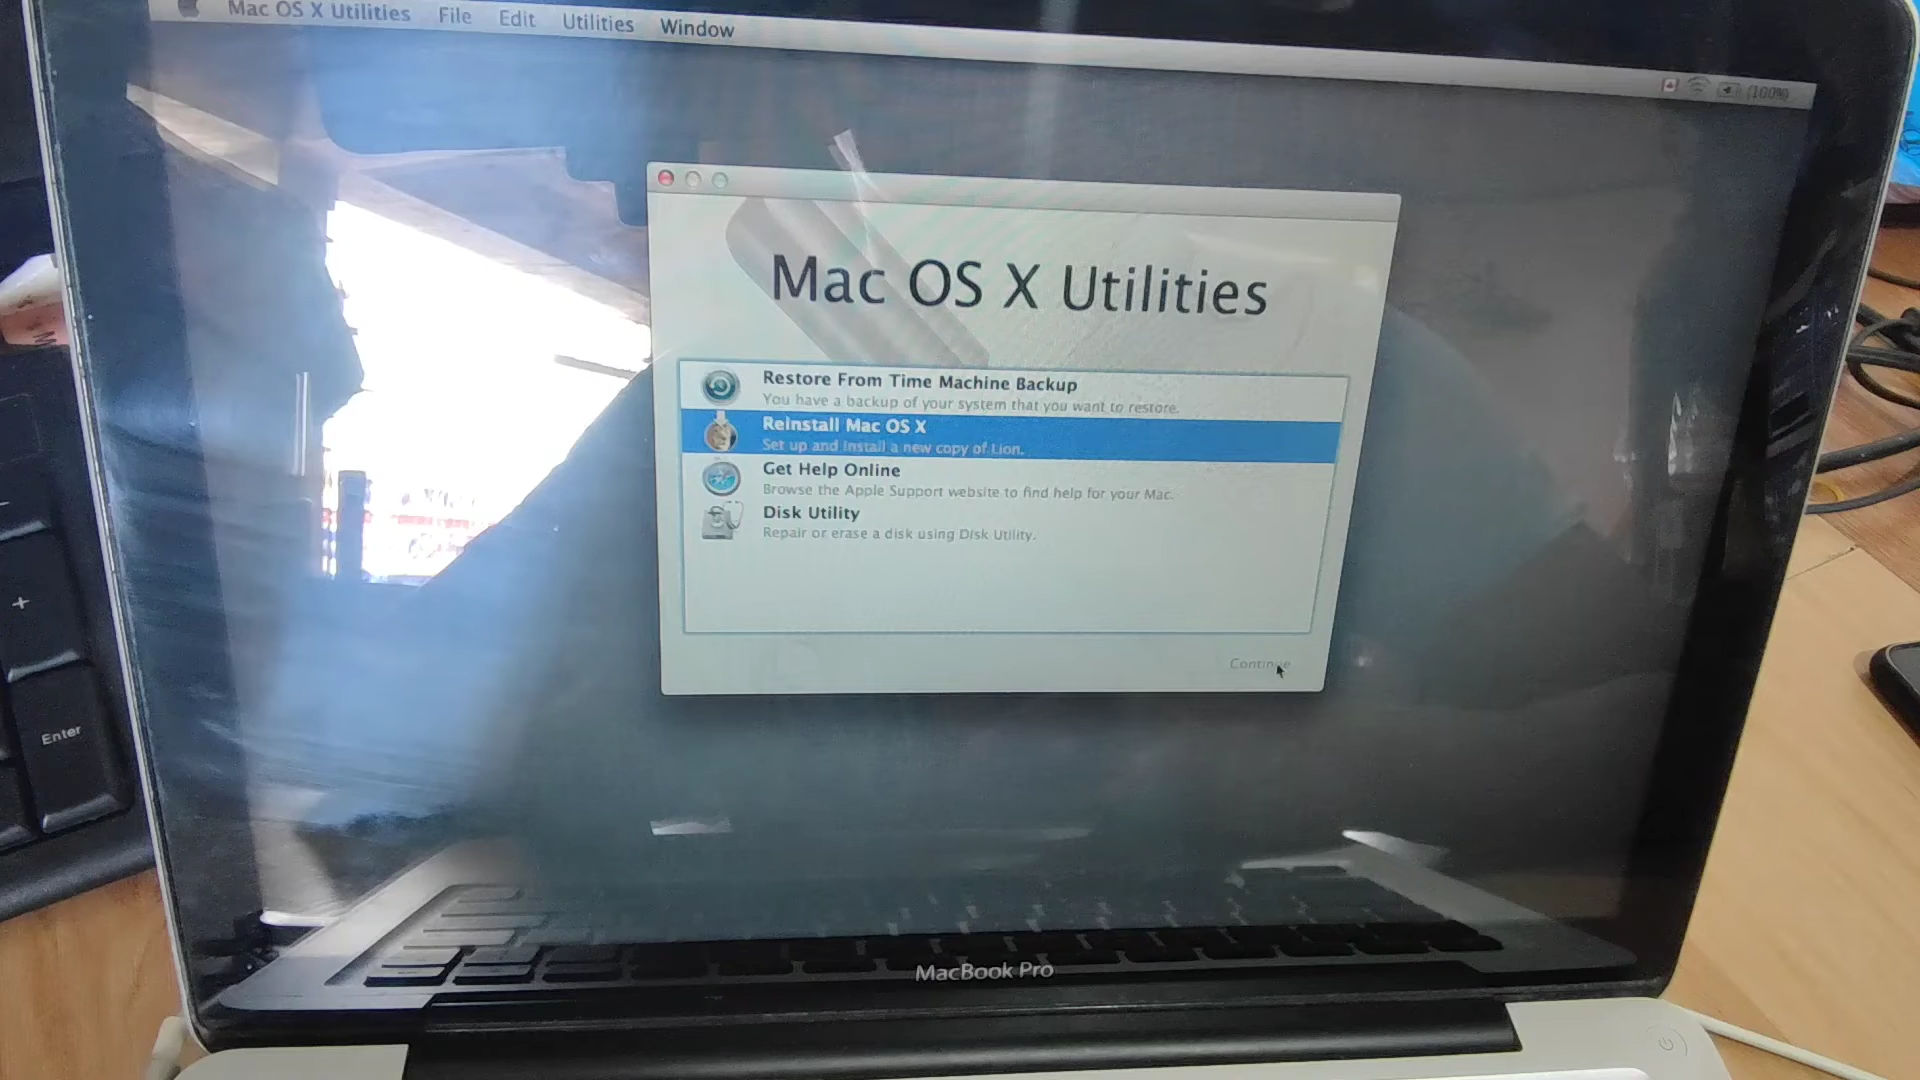 Mac OS X Utilities File Edit Utilities Window
(100%)
Mac OS X Utilities
Restore From Time Machine Backup
You have a backup of your system that you want to restore.
Reinstall Mac OS X
Set up and install a new copy of Lion.
Get Help Online
Browse the Apple Support website to find help for your Mac.
Disk Utility
Repair or erase a disk using Disk Utility.
Continue
+
Enter
MacBook Pro